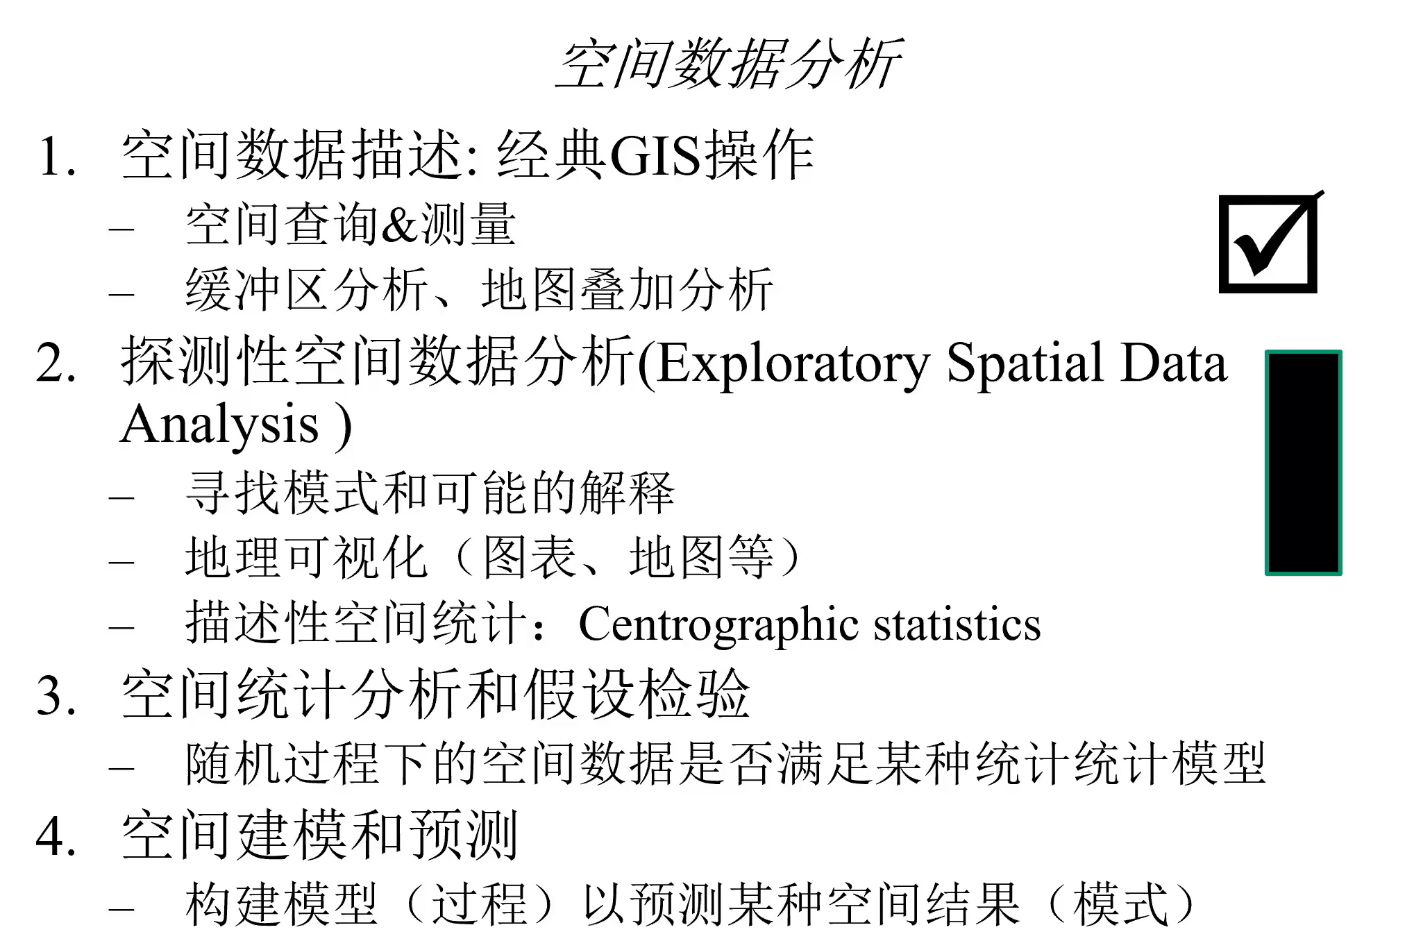 空间数据分析
1. 空间数据描述: 经典GIS操作
– 空间查询&测量
– 缓冲区分析、地图叠加分析
2. 探测性空间数据分析(Exploratory Spatial Data
Analysis )
– 寻找模式和可能的解释
– 地理可视化（图表、地图等）
– 描述性空间统计：Centrographic statistics
3. 空间统计分析和假设检验
– 随机过程下的空间数据是否满足某种统计统计模型
4. 空间建模和预测
– 构建模型（过程）以预测某种空间结果（模式）